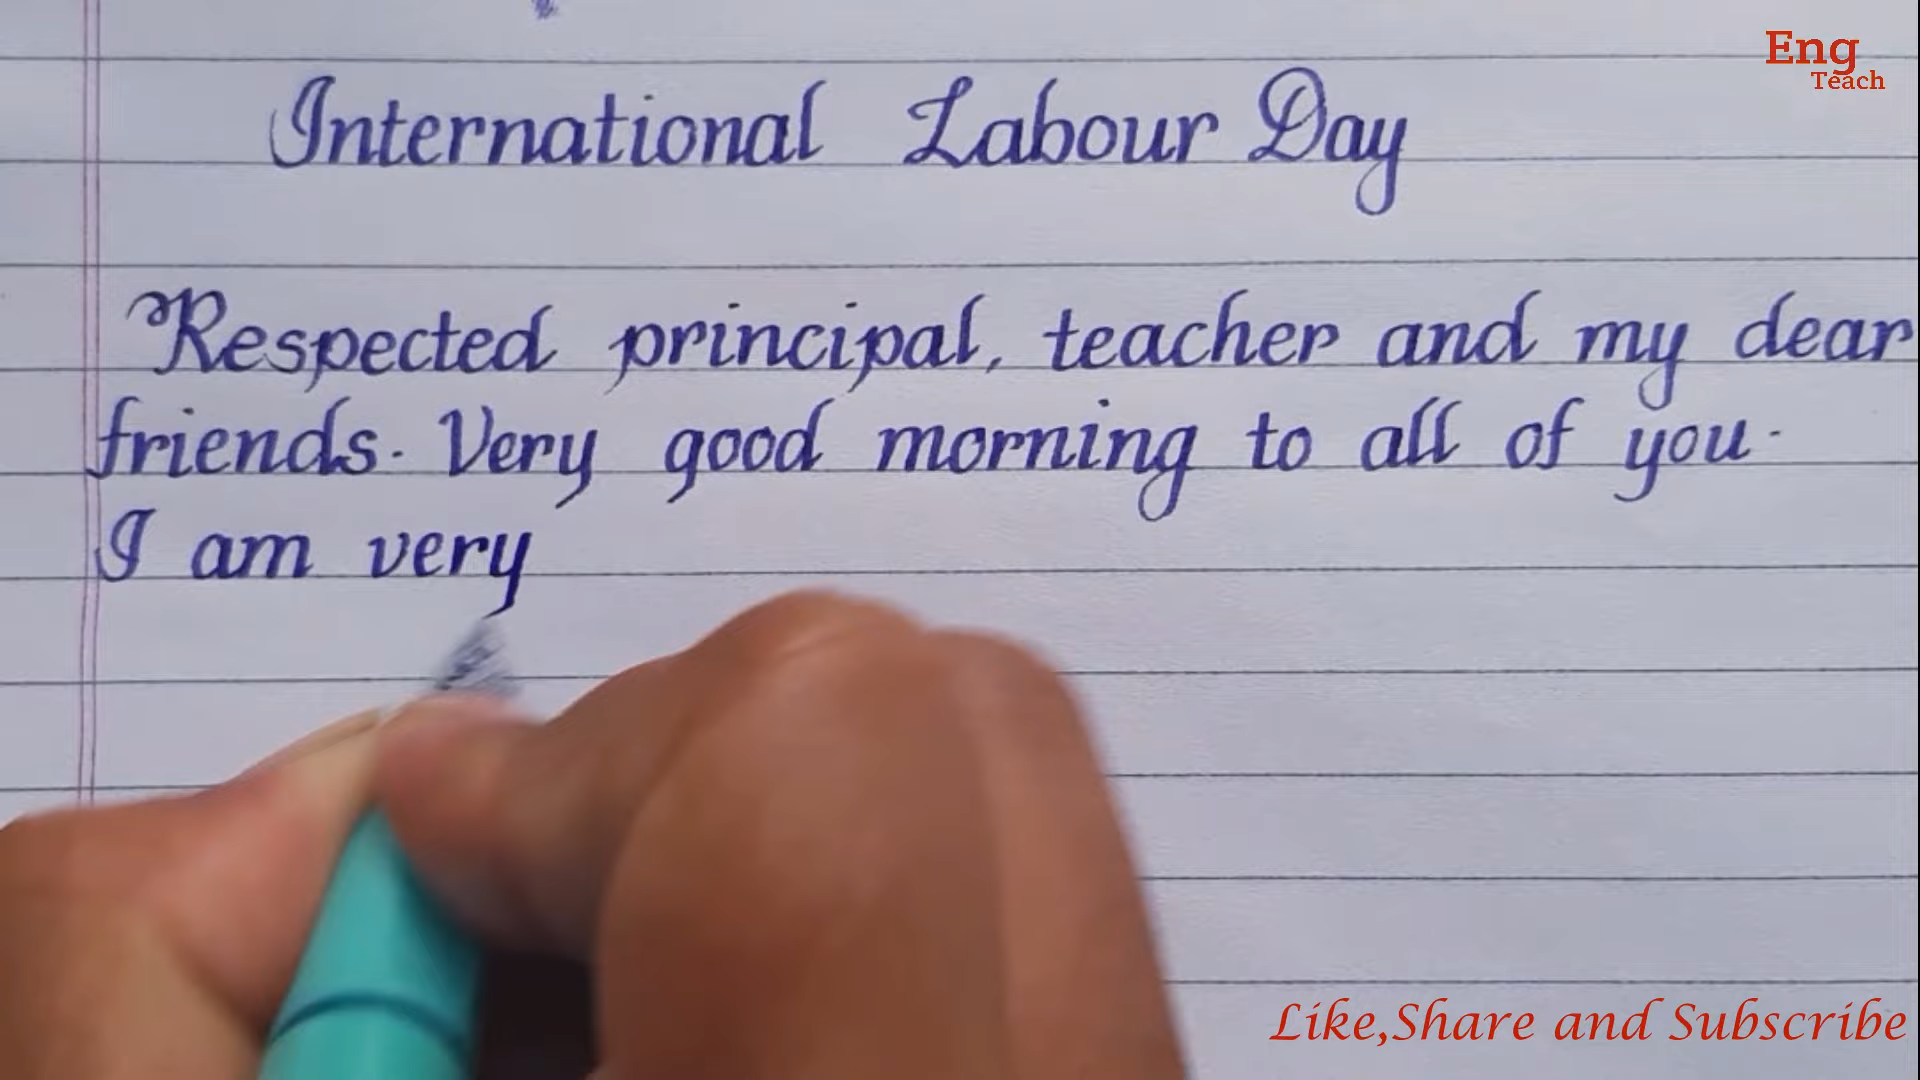 Eng
Teach
International Labour Day
Respected principal, teacher and my dear
friends. Very good morning to all of you.
I am very
Like,Share and Subscribe